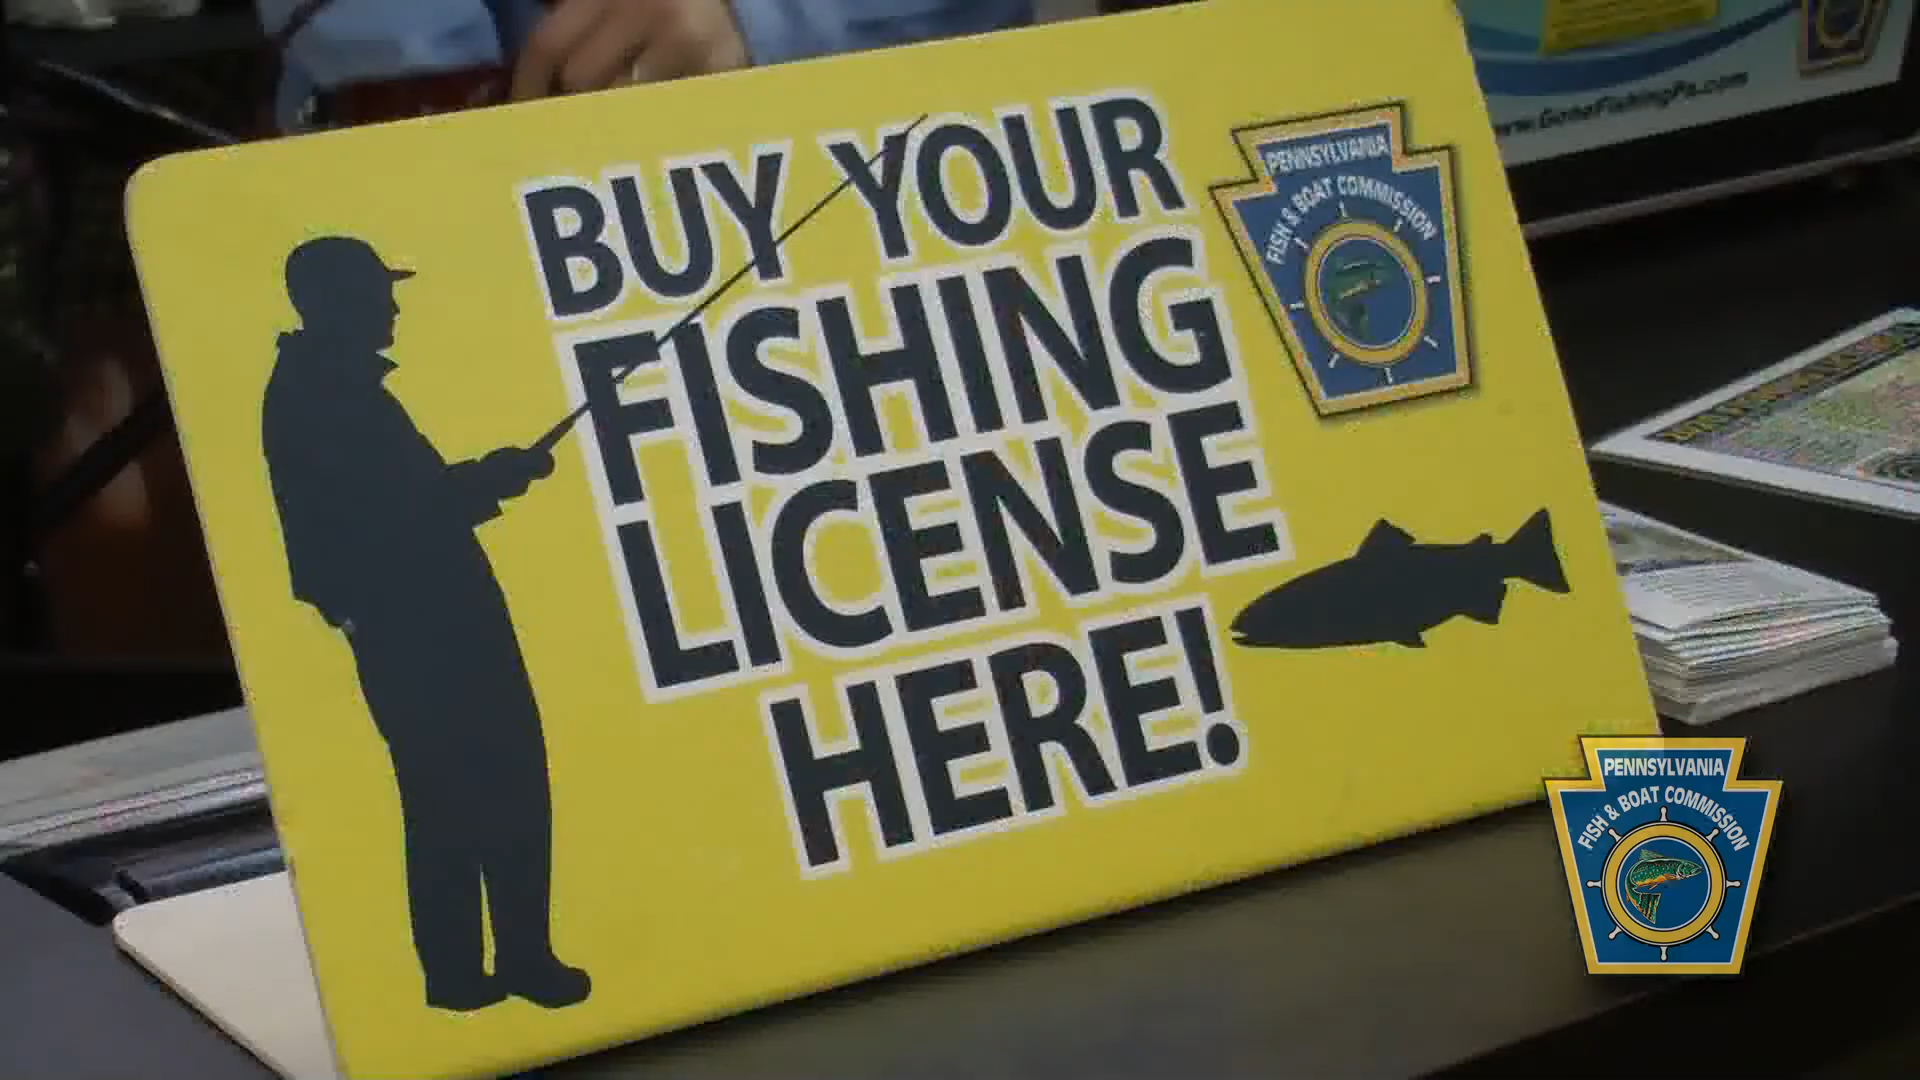 BUY YOUR
FISHING
LICENSE
HERE!
PENNSYLVANIA
FISH & BOAT COMMISSION
www.GoneFishingPa.com
PENNSYLVANIA
FISH & BOAT COMMISSION